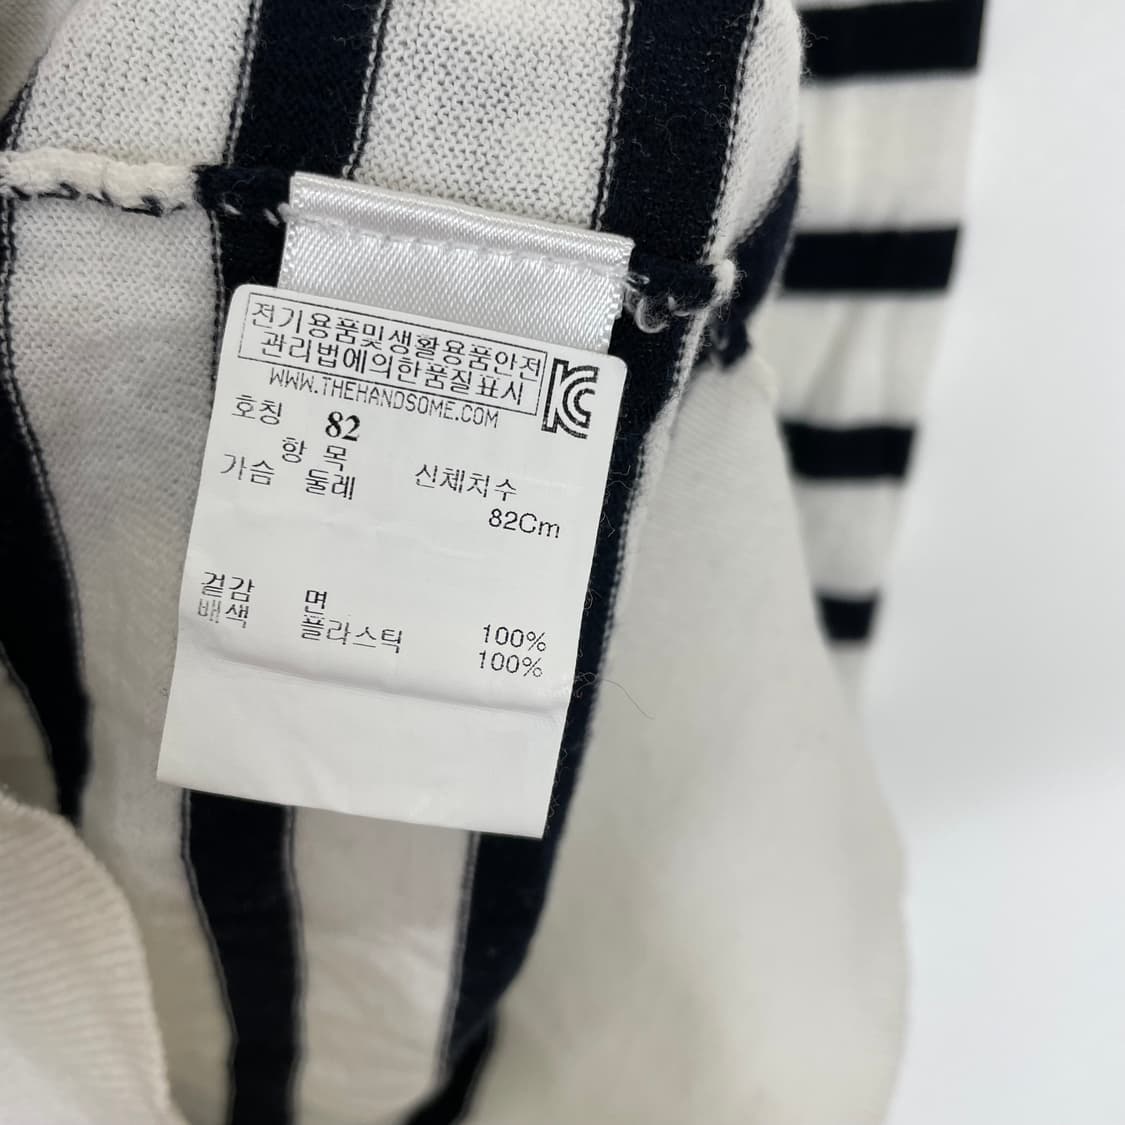 전기용품및생활용품안전
관리법에의한품질표시
KC
WWW.THEHANDSOME.COM
호칭 82
항 목 신체치수
가슴 둘레 82Cm
겉감 면 100%
배색 플라스틱 100%